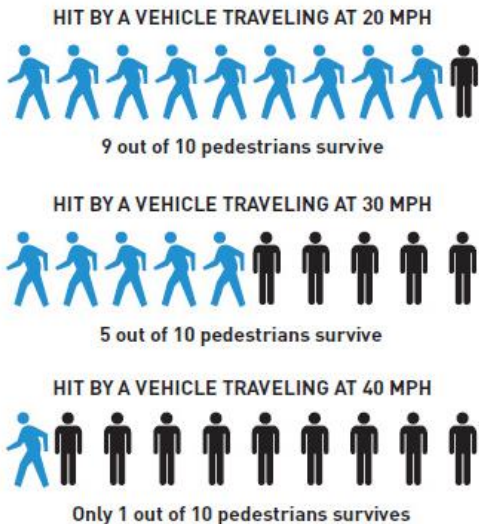 HIT BY A VEHICLE TRAVELING AT 20 MPH
9 out of 10 pedestrians survive
HIT BY A VEHICLE TRAVELING AT 30 MPH
5 out of 10 pedestrians survive
HIT BY A VEHICLE TRAVELING AT 40 MPH
Only 1 out of 10 pedestrians survives